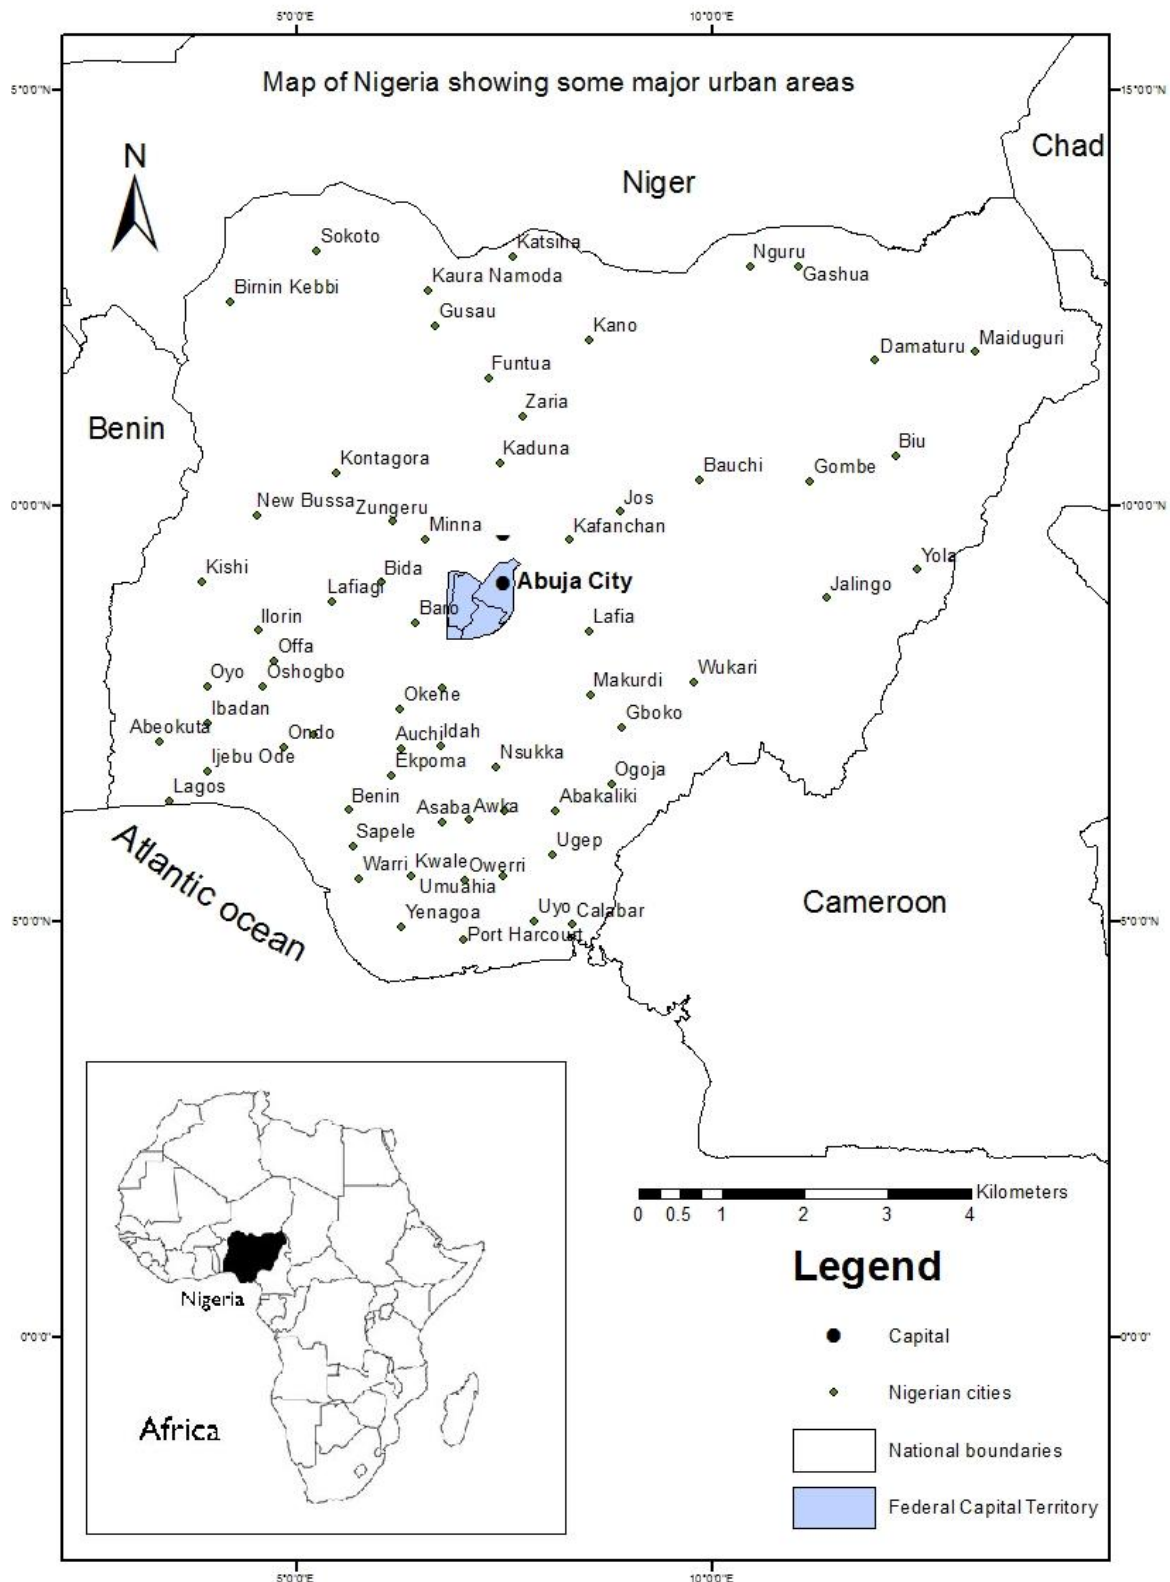 5°0'0"E 10°0'0"E
Map of Nigeria showing some major urban areas
5°0'0"N 15°0'0"N
N
Chad
Niger
Sokoto
Katsina
Nguru
Gashua
Kaura Namoda
Birnin Kebbi
Gusau
Kano
Maiduguri
Damaturu
Funtua
Zaria
Benin
Biu
Kaduna
Kontagora
Bauchi
Gombe
New Bussa
Jos
0°0'0"N 10°0'0"N
Zungeru
Minna
Kafanchan
Yola
Kishi
Bida
Abuja City
Lafiagi
Jalingo
Baro
Ilorin
Lafia
Offa
Oyo
Oshogbo
Wukari
Makurdi
Okene
Ibadan
Gboko
Abeokuta
Ondo
Auchi
Idah
Ijebu Ode
Nsukka
Ekpoma
Ogoja
Lagos
Benin
Asaba
Awka
Abakaliki
Sapele
Ugep
Warri
Kwale
Owerri
Umuahia
Atlantic ocean
Cameroon
Yenagoa
Uyo
Calabar
5°0'0"N 5°0'0"N
Port Harcourt
Kilometers
0 0.5 1 2 3 4
Nigeria
Africa
Legend
0°0'0" 0°0'0"
Capital
Nigerian cities
National boundaries
Federal Capital Territory
5°0'0"E 10°0'0"E